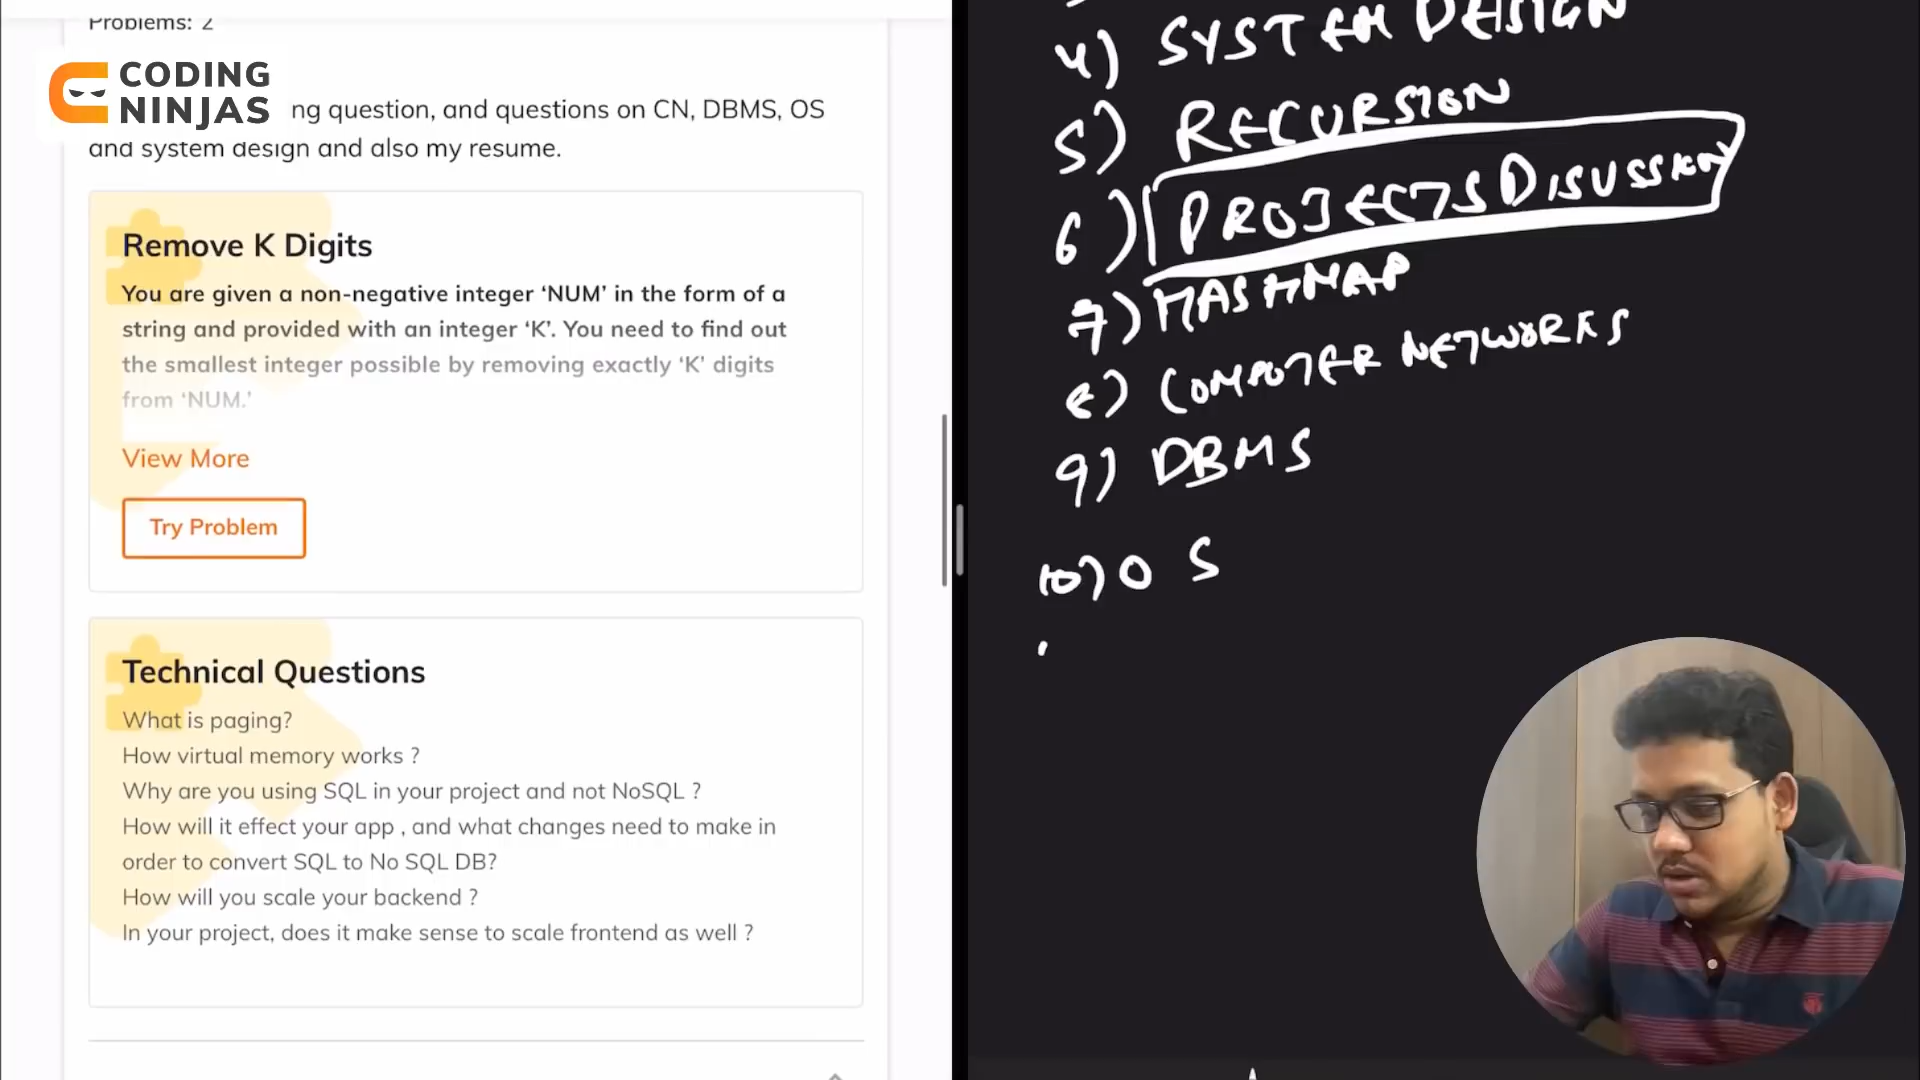 Problems: 2
CODING
NINJAS
ng question, and questions on CN, DBMS, OS
and system design and also my resume.
Remove K Digits
You are given a non-negative integer ‘NUM’ in the form of a
string and provided with an integer ‘K’. You need to find out
the smallest integer possible by removing exactly ‘K’ digits
from ‘NUM.’
View More
Try Problem
Technical Questions
What is paging?
How virtual memory works ?
Why are you using SQL in your project and not NoSQL ?
How will it effect your app , and what changes need to make in
order to convert SQL to No SQL DB?
How will you scale your backend ?
In your project, does it make sense to scale frontend as well ?
4) SYSTEM DESIGN
5) RECURSION
6) PROJECTS DISUSSION
7) HASHMAP
8) COMPUTER NETWORKS
9) DBMS
10) OS